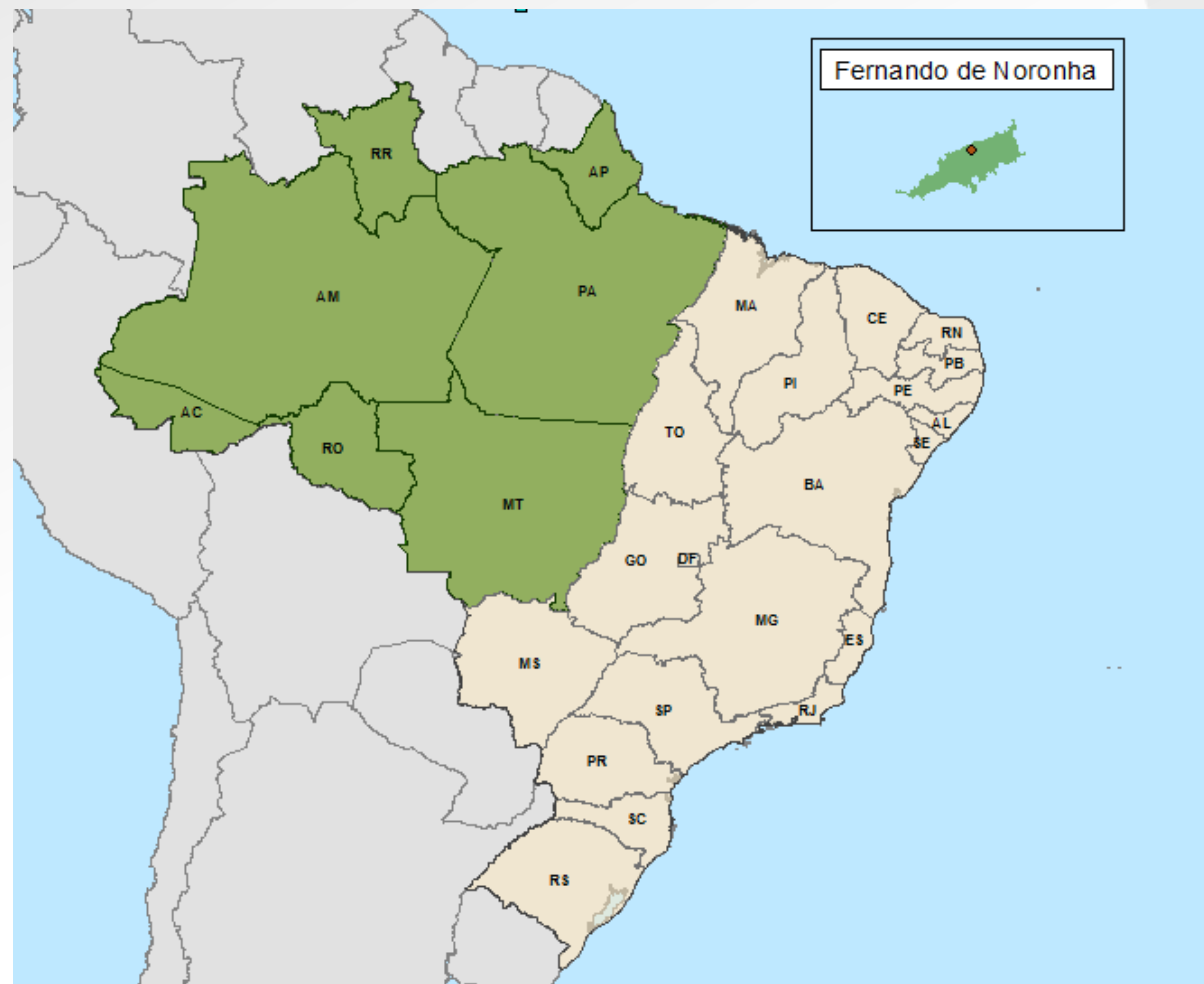 Fernando de Noronha
RR
AP
AM
PA
MA
CE
RN
PB
PI
PE
AC
AL
TO
SE
RO
BA
MT
GO
DF
MG
ES
MS
SP
RJ
PR
SC
RS